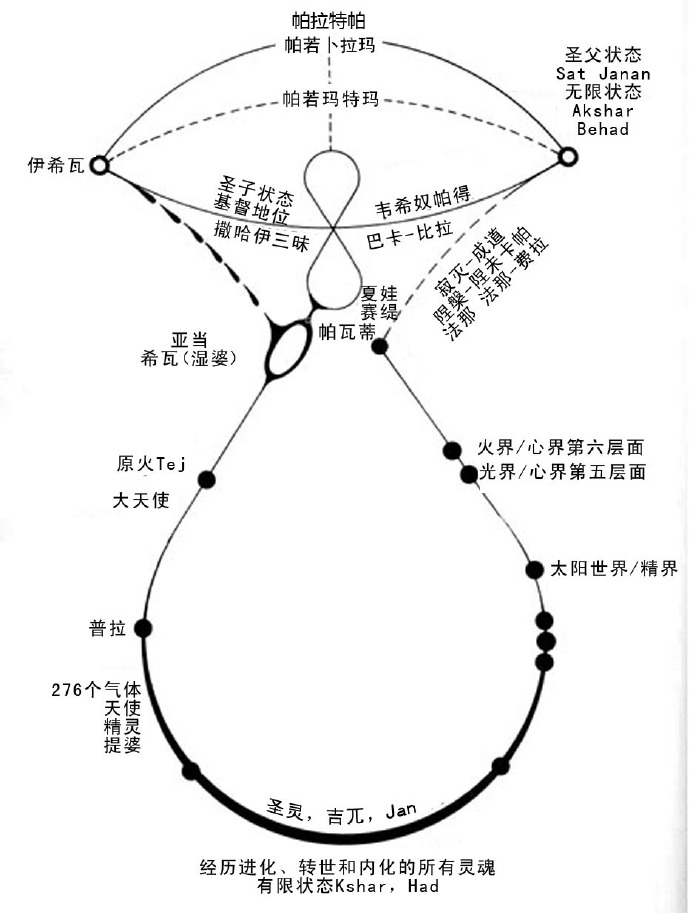 帕拉特帕
帕若卜拉玛
圣父状态
Sat Janan
无限状态
Akshar
Behad
帕若玛特玛
伊希瓦
圣子状态
基督地位
撒哈伊三昧
韦希奴帕得
巴卡-比拉
寂灭-成道
涅槃-涅未卡帕
法那 法那-费拉
夏娃
赛缇
帕瓦蒂
亚当
希瓦(湿婆)
火界/心界第六层面
光界/心界第五层面
原火Tej
大天使
太阳世界/精界
普拉
276个气体
天使
精灵
提婆
圣灵，吉兀，Jan
经历进化、转世和内化的所有灵魂
有限状态Kshar，Had